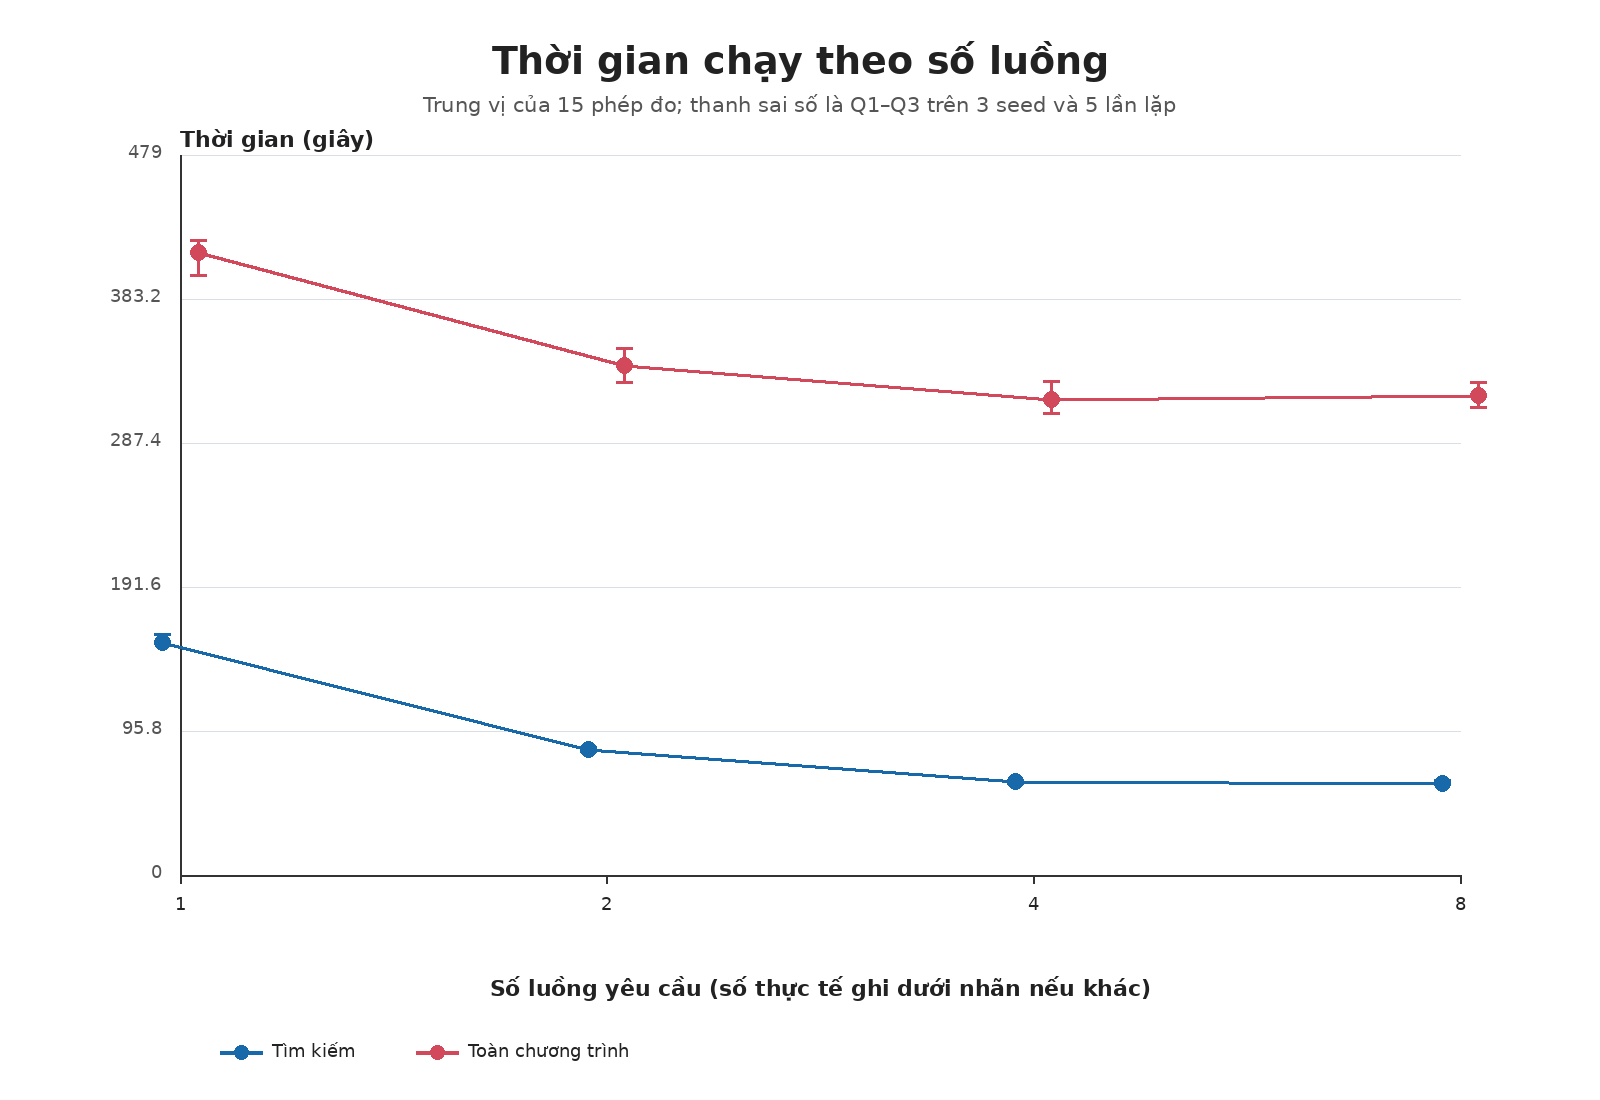 Thời gian chạy theo số luồng
Trung vị của 15 phép đo; thanh sai số là Q1–Q3 trên 3 seed và 5 lần lặp
Thời gian (giây)
479
383.2
287.4
191.6
95.8
0
1 2 4 8
Số luồng yêu cầu (số thực tế ghi dưới nhãn nếu khác)
Tìm kiếm Toàn chương trình